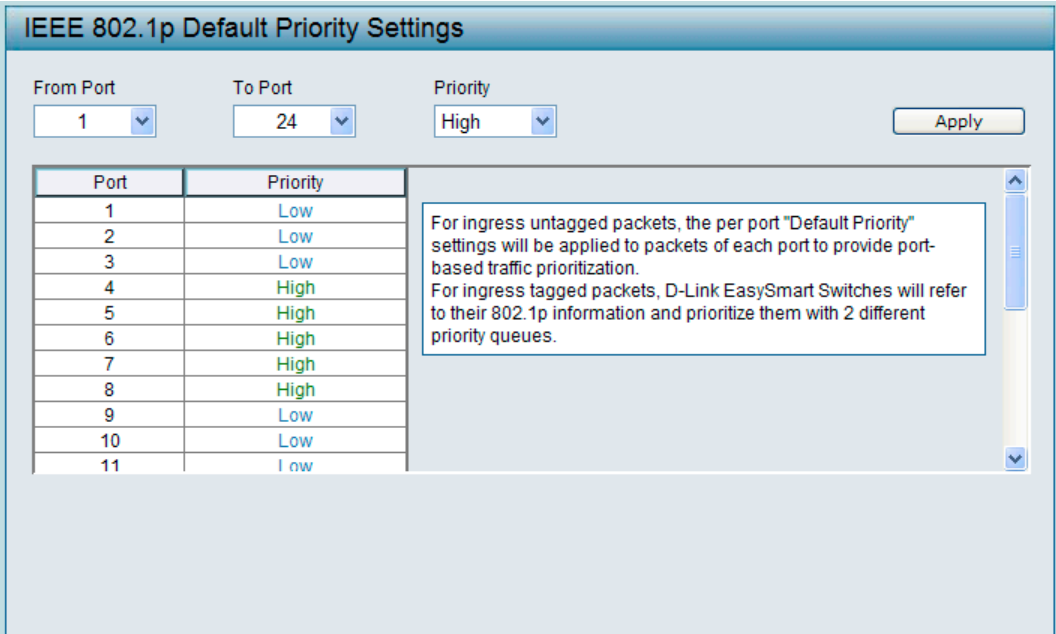 IEEE 802.1p Default Priority Settings
From Port To Port Priority
1 24 High Apply
Port Priority
1 Low
2 Low
3 Low
4 High
5 High
6 High
7 High
8 High
9 Low
10 Low
11 Low
For ingress untagged packets, the per port "Default Priority"
settings will be applied to packets of each port to provide port-
based traffic prioritization.
For ingress tagged packets, D-Link EasySmart Switches will refer
to their 802.1p information and prioritize them with 2 different
priority queues.